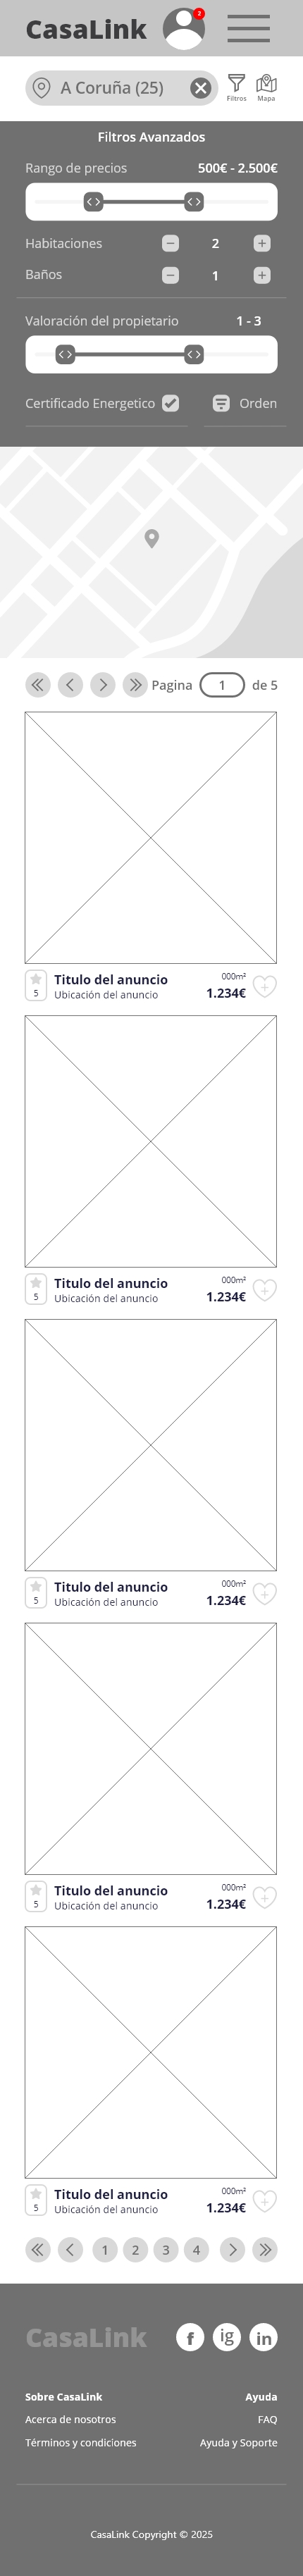 CasaLink
2
A Coruña (25)
Filtros
Mapa
Filtros Avanzados
Rango de precios 500€ - 2.500€
Habitaciones 2
Baños 1
Valoración del propietario 1 - 3
Certificado Energetico Orden
Pagina 1 de 5
Titulo del anuncio 000m²
5 Ubicación del anuncio 1.234€
Titulo del anuncio 000m²
5 Ubicación del anuncio 1.234€
Titulo del anuncio 000m²
5 Ubicación del anuncio 1.234€
Titulo del anuncio 000m²
5 Ubicación del anuncio 1.234€
Titulo del anuncio 000m²
5 Ubicación del anuncio 1.234€
1 2 3 4
CasaLink f ig in
Sobre CasaLink Ayuda
Acerca de nosotros FAQ
Términos y condiciones Ayuda y Soporte
CasaLink Copyright © 2025